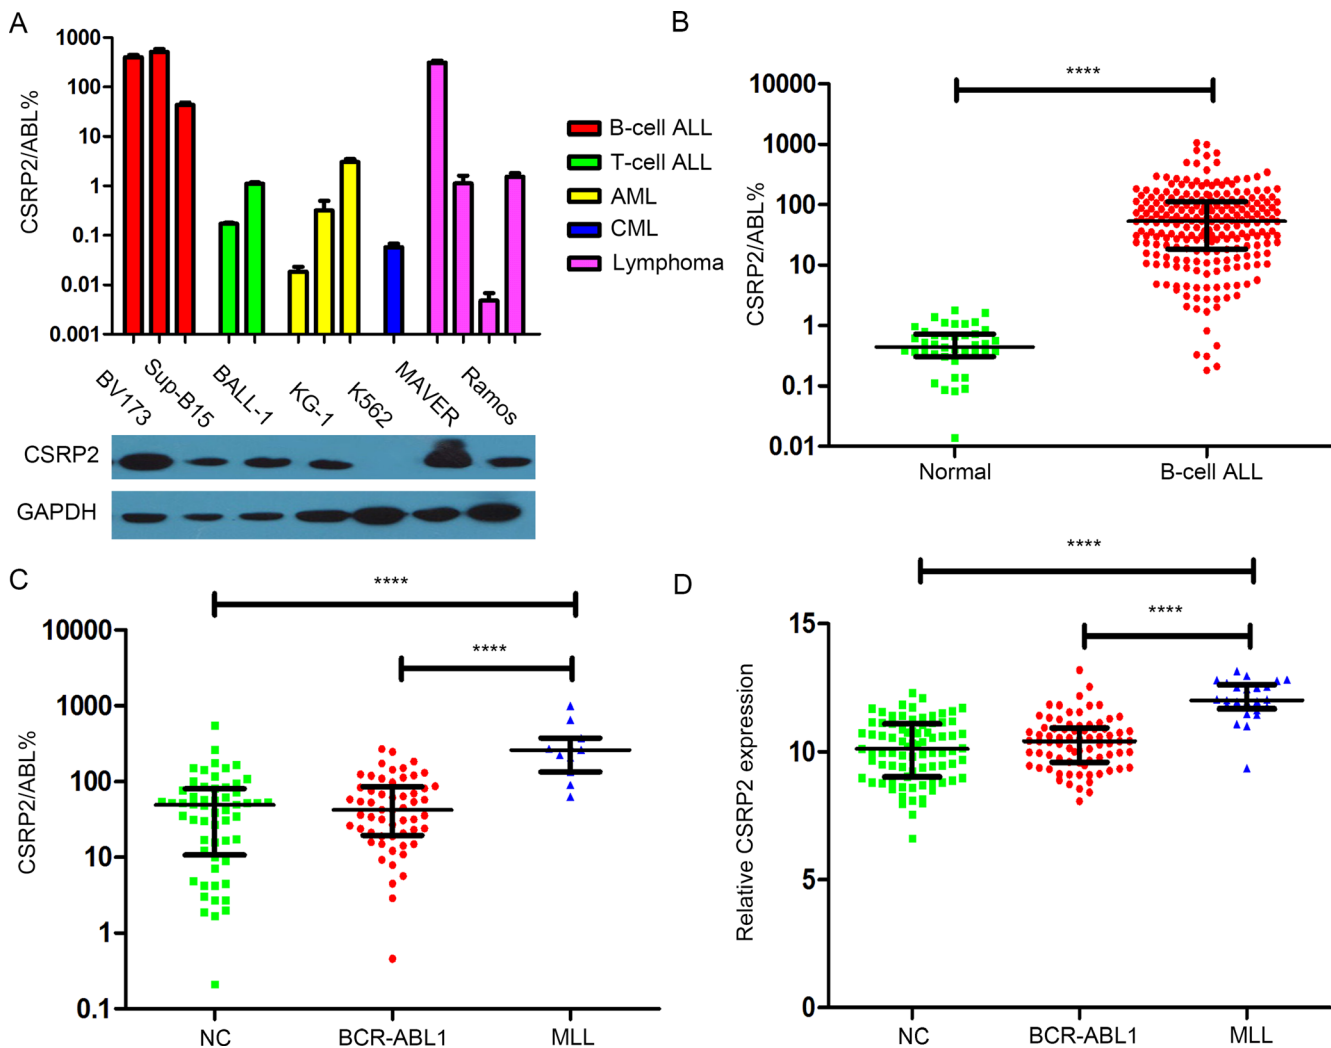 A
CSRP2/ABL%
1000
100
10
1
0.1
0.01
0.001
B-cell ALL
T-cell ALL
AML
CML
Lymphoma
BV173
Sup-B15
BALL-1
KG-1
K562
MAVER
Ramos
CSRP2
GAPDH
B
CSRP2/ABL%
10000
1000
100
10
1
0.1
0.01
****
Normal
B-cell ALL
C
CSRP2/ABL%
10000
1000
100
10
1
0.1
****
****
NC
BCR-ABL1
MLL
D
Relative CSRP2 expression
15
10
5
0
****
****
NC
BCR-ABL1
MLL